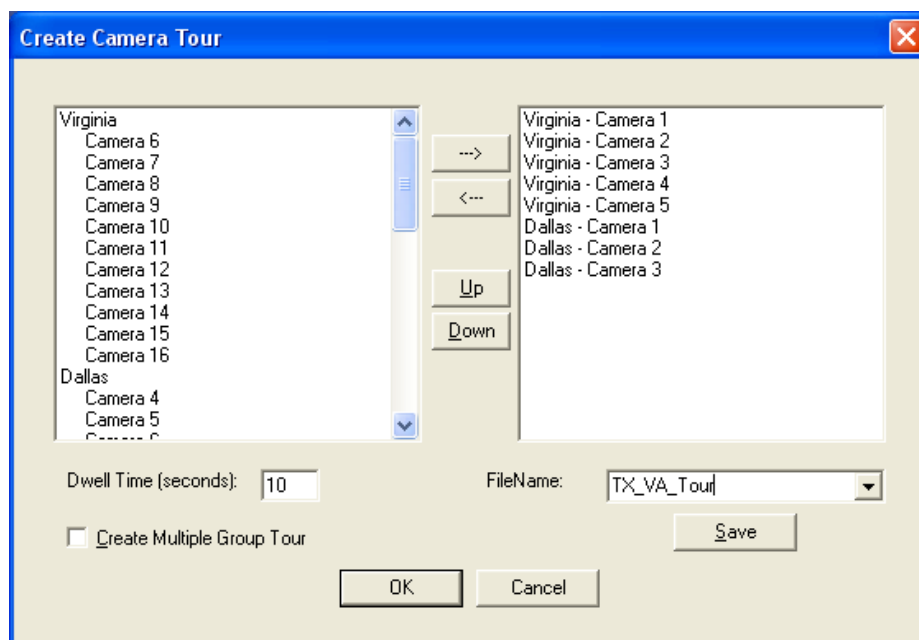 Create Camera Tour
Virginia
Camera 6
Camera 7
Camera 8
Camera 9
Camera 10
Camera 11
Camera 12
Camera 13
Camera 14
Camera 15
Camera 16
Dallas
Camera 4
Camera 5
--->
<---
Up
Down
Virginia - Camera 1
Virginia - Camera 2
Virginia - Camera 3
Virginia - Camera 4
Virginia - Camera 5
Dallas - Camera 1
Dallas - Camera 2
Dallas - Camera 3
Dwell Time (seconds): 10
FileName: TX_VA_Tour
Create Multiple Group Tour
Save
OK
Cancel